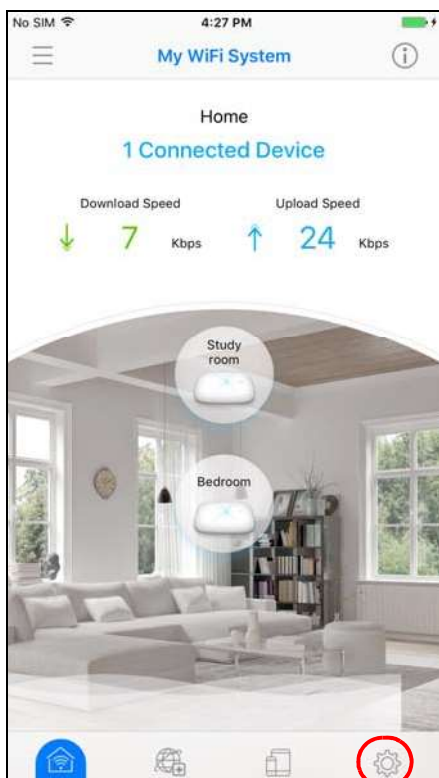 No SIM 4:27 PM
My WiFi System
Home
1 Connected Device
Download Speed Upload Speed
7 Kbps 24 Kbps
Study
room
Bedroom